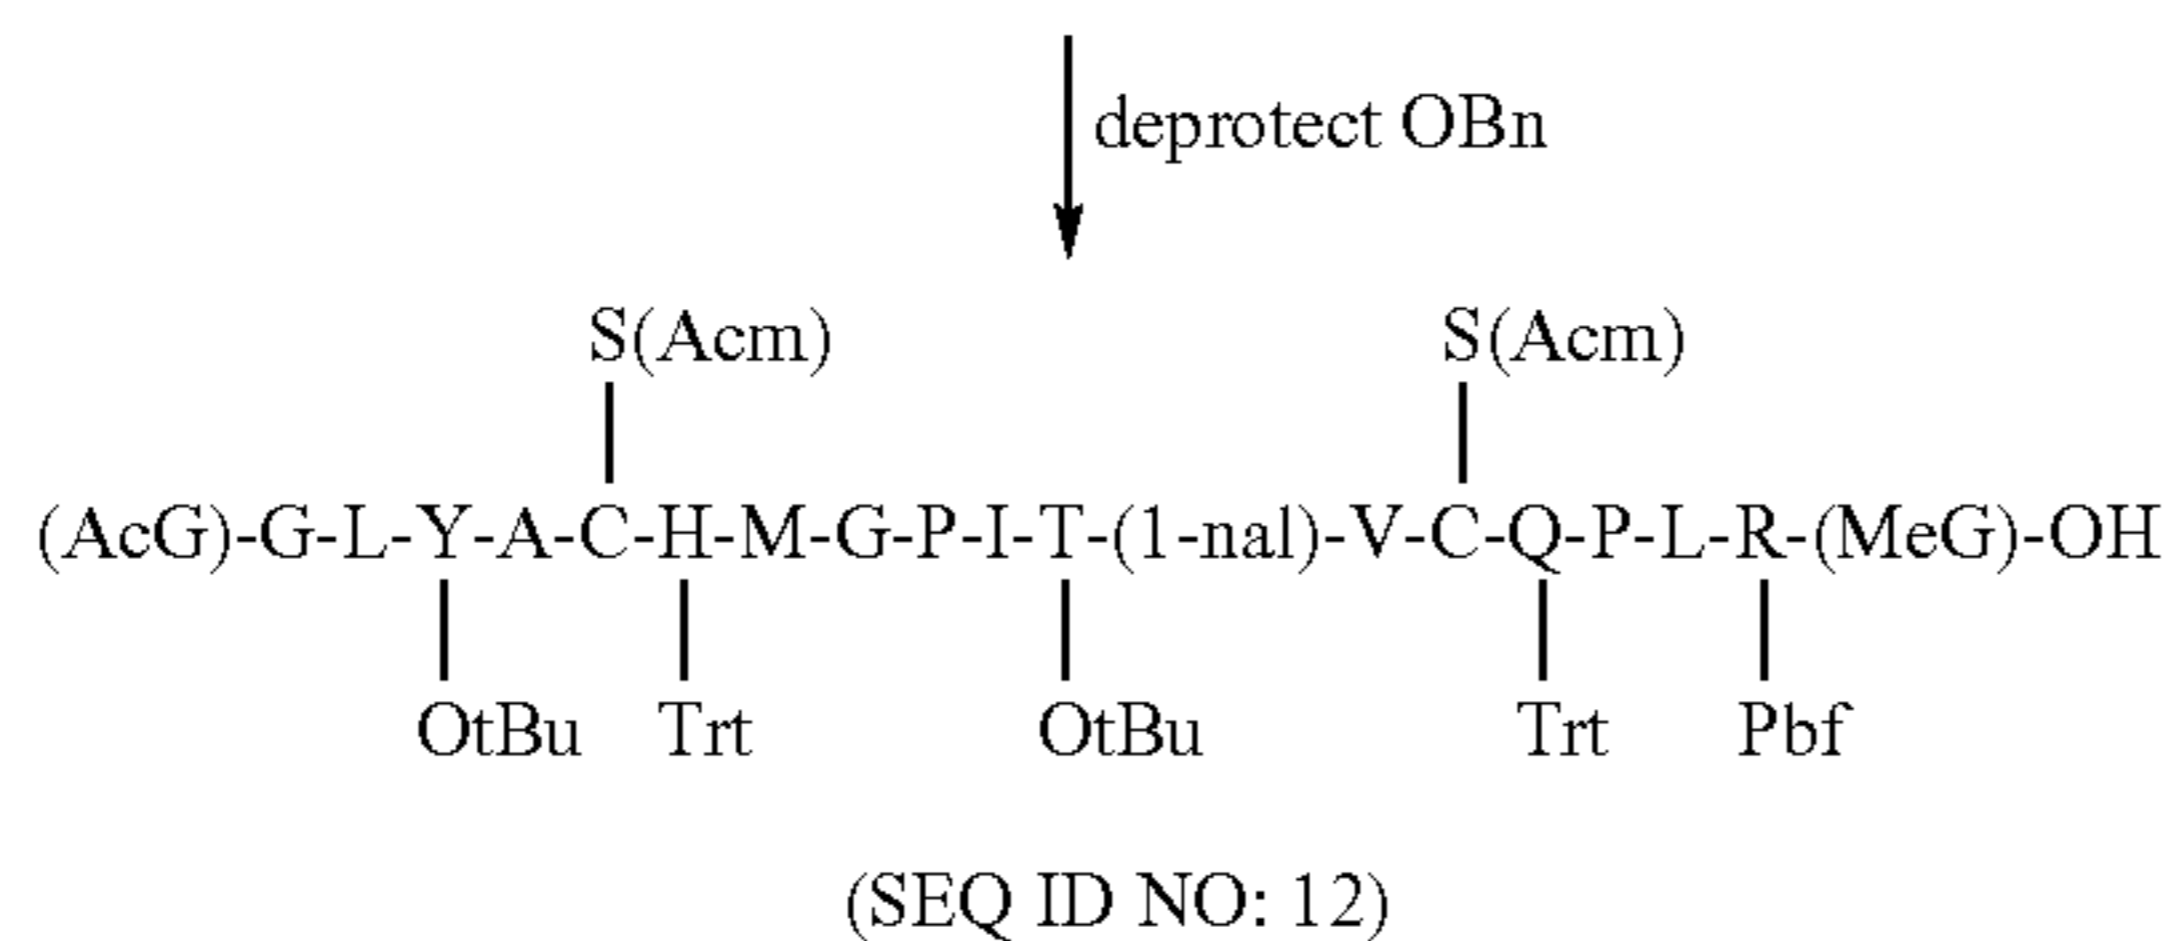 deprotect OBn
S(Acm) S(Acm)
(AcG)-G-L-Y-A-C-H-M-G-P-I-T-(1-nal)-V-C-Q-P-L-R-(MeG)-OH
OtBu Trt OtBu Trt Pbf
(SEQ ID NO: 12)